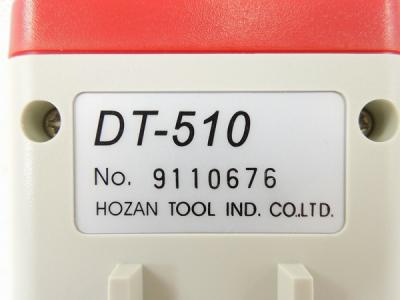 DT-510
No. 9110676
HOZAN TOOL IND. CO.,LTD.